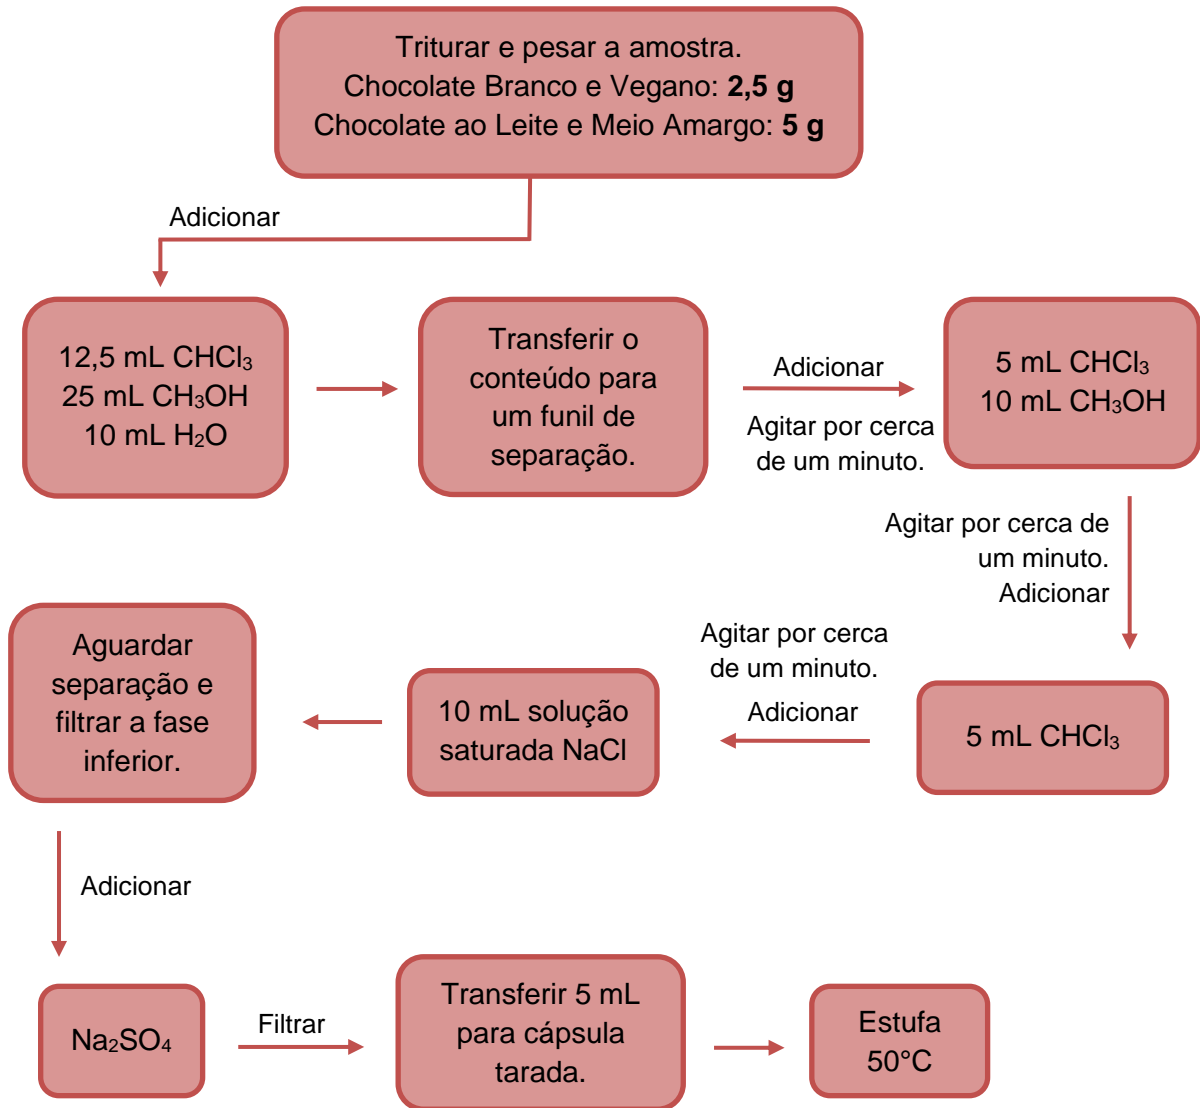 Triturar e pesar a amostra.
Chocolate Branco e Vegano: 2,5 g
Chocolate ao Leite e Meio Amargo: 5 g
Adicionar
12,5 mL CHCl₃
25 mL CH₃OH
10 mL H₂O
Transferir o
conteúdo para
um funil de
separação.
Adicionar
Agitar por cerca
de um minuto.
5 mL CHCl₃
10 mL CH₃OH
Agitar por cerca de
um minuto.
Adicionar
5 mL CHCl₃
Agitar por cerca
de um minuto.
Adicionar
10 mL solução
saturada NaCl
Aguardar
separação e
filtrar a fase
inferior.
Adicionar
Na₂SO₄
Filtrar
Transferir 5 mL
para cápsula
tarada.
Estufa
50°C